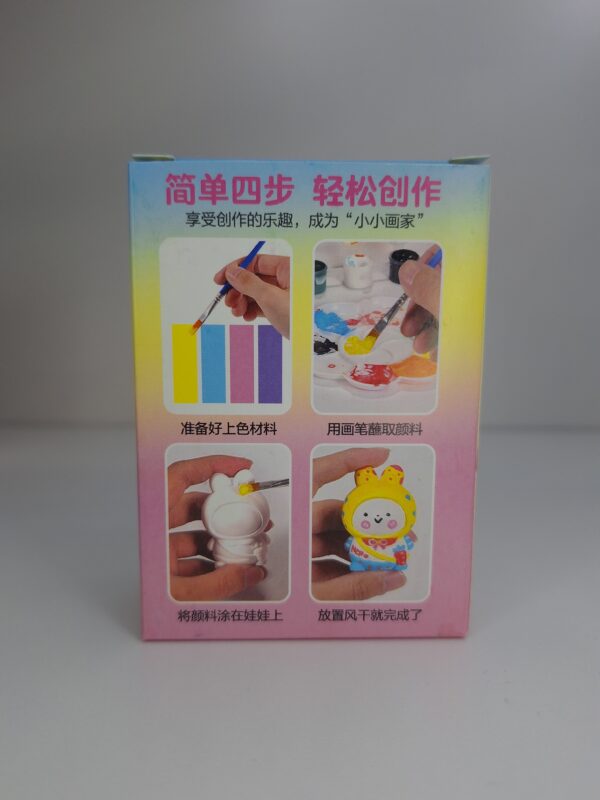 简单四步 轻松创作
享受创作的乐趣，成为“小小画家”
准备好上色材料
用画笔蘸取颜料
将颜料涂在娃娃上
放置风干就完成了